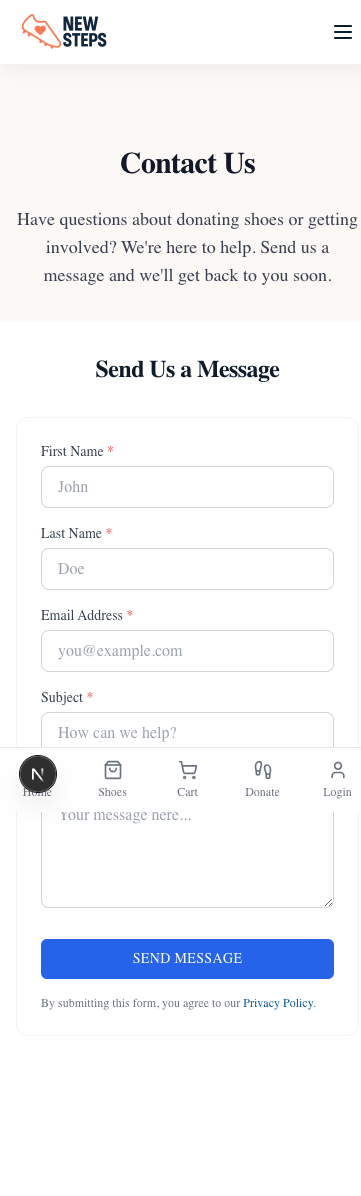 NEW
STEPS
Contact Us
Have questions about donating shoes or getting
involved? We're here to help. Send us a
message and we'll get back to you soon.
Send Us a Message
First Name *
John
Last Name *
Doe
Email Address *
you@example.com
Subject *
How can we help?
N
Home Shoes Cart Donate Login
Your message here...
SEND MESSAGE
By submitting this form, you agree to our Privacy Policy.